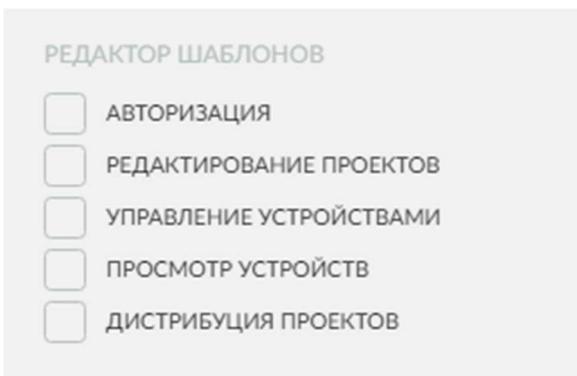 РЕДАКТОР ШАБЛОНОВ
АВТОРИЗАЦИЯ
РЕДАКТИРОВАНИЕ ПРОЕКТОВ
УПРАВЛЕНИЕ УСТРОЙСТВАМИ
ПРОСМОТР УСТРОЙСТВ
ДИСТРИБУЦИЯ ПРОЕКТОВ